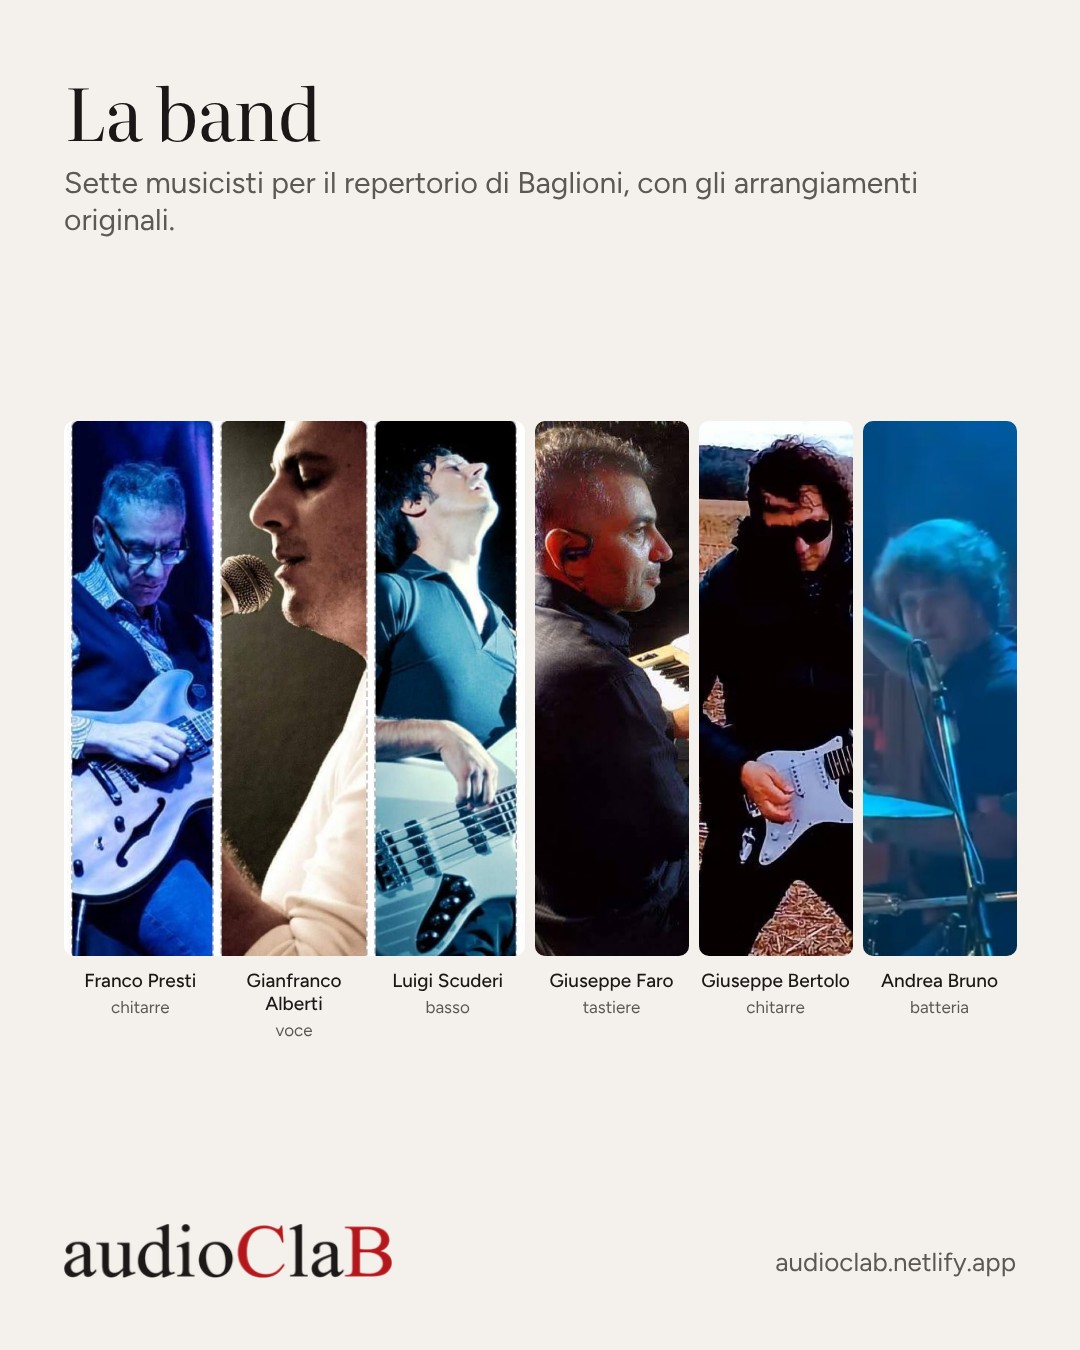 La band
Sette musicisti per il repertorio di Baglioni, con gli arrangiamenti
originali.
Franco Presti
chitarre
Gianfranco
Alberti
voce
Luigi Scuderi
basso
Giuseppe Faro
tastiere
Giuseppe Bertolo
chitarre
Andrea Bruno
batteria
audioClaB
audioclab.netlify.app